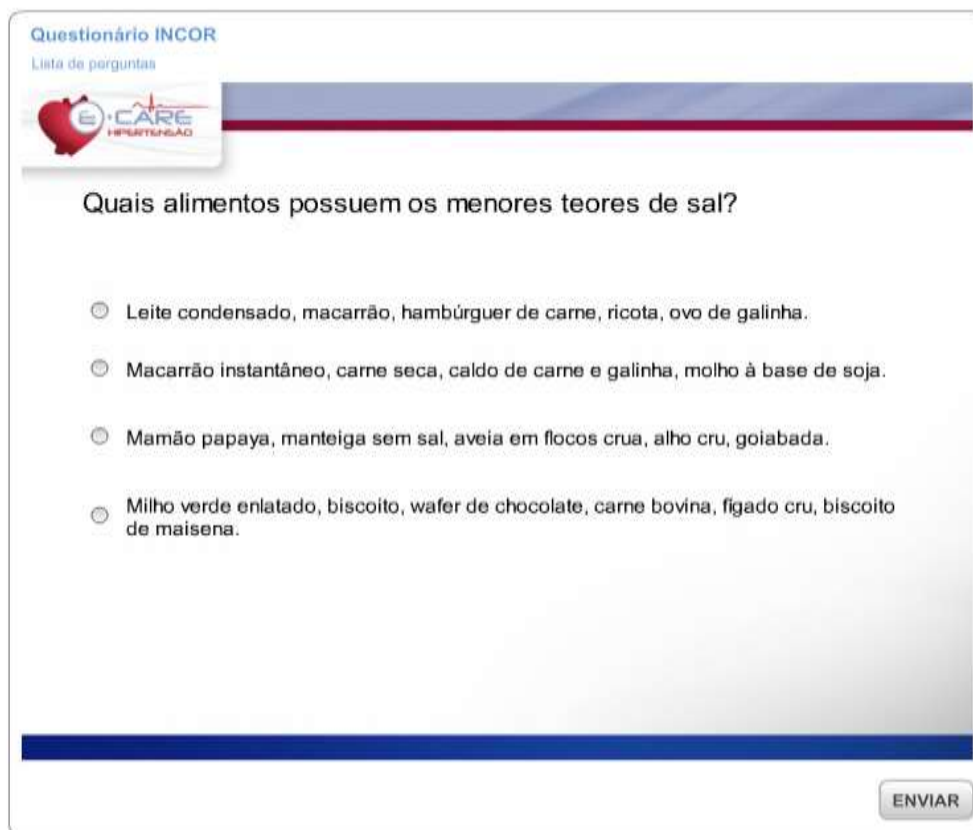 Questionário INCOR
Lista de perguntas
E-CARE
HIPERTENSÃO
Quais alimentos possuem os menores teores de sal?
Leite condensado, macarrão, hambúrguer de carne, ricota, ovo de galinha.
Macarrão instantâneo, carne seca, caldo de carne e galinha, molho à base de soja.
Mamão papaya, manteiga sem sal, aveia em flocos crua, alho cru, goiabada.
Milho verde enlatado, biscoito, wafer de chocolate, carne bovina, fígado cru, biscoito
de maisena.
ENVIAR